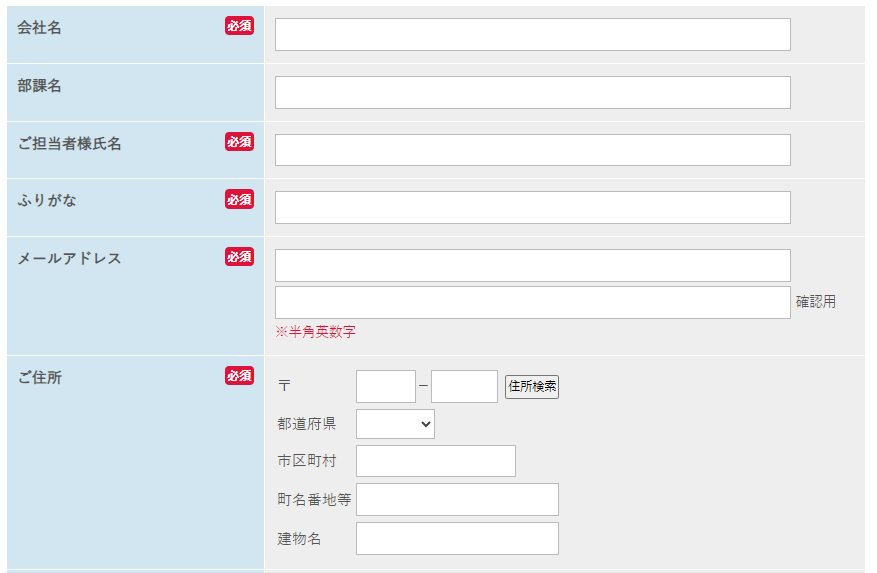 会社名 必須
部課名
ご担当者様氏名 必須
ふりがな 必須
メールアドレス 必須
確認用
※半角英数字
ご住所 必須
〒 − 住所検索
都道府県
市区町村
町名番地等
建物名